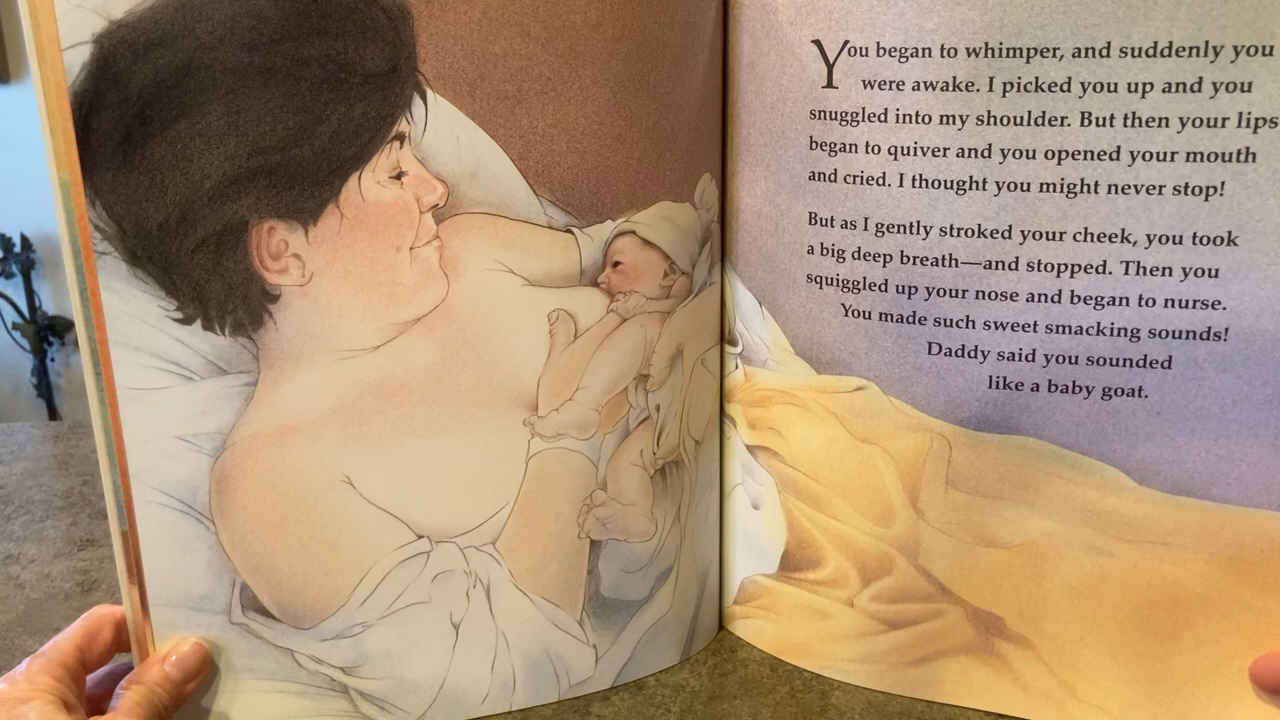 You began to whimper, and suddenly you
were awake. I picked you up and you
snuggled into my shoulder. But then your lips
began to quiver and you opened your mouth
and cried. I thought you might never stop!
But as I gently stroked your cheek, you took
a big deep breath—and stopped. Then you
squiggled up your nose and began to nurse.
You made such sweet smacking sounds!
Daddy said you sounded
like a baby goat.